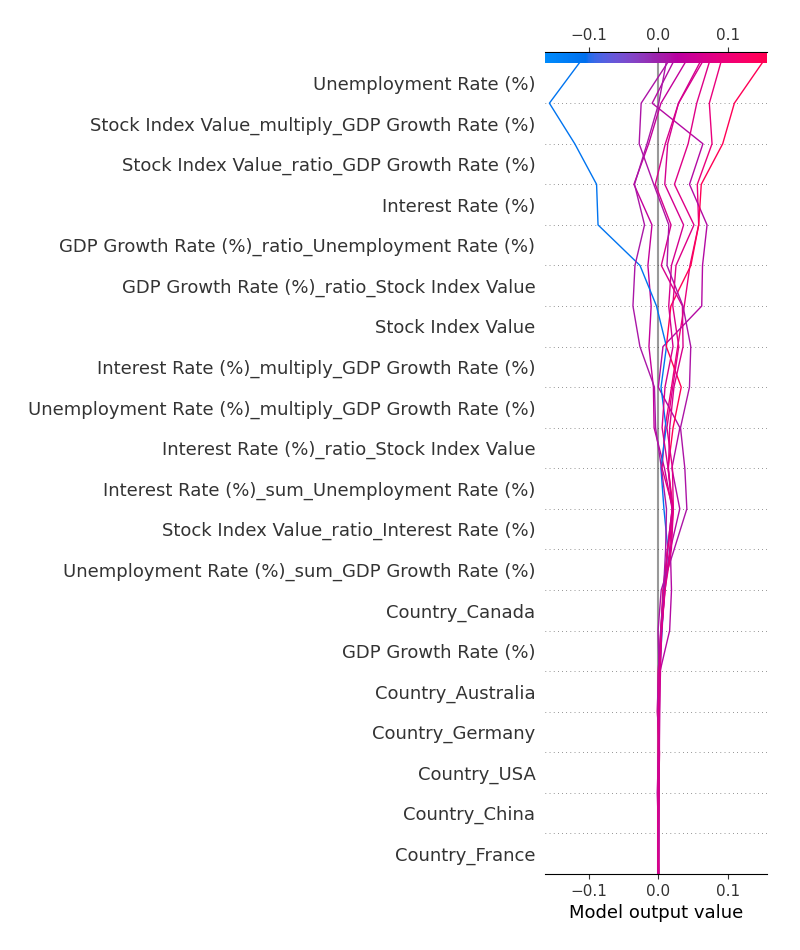 −0.1 0.0 0.1
Unemployment Rate (%)
Stock Index Value_multiply_GDP Growth Rate (%)
Stock Index Value_ratio_GDP Growth Rate (%)
Interest Rate (%)
GDP Growth Rate (%)_ratio_Unemployment Rate (%)
GDP Growth Rate (%)_ratio_Stock Index Value
Stock Index Value
Interest Rate (%)_multiply_GDP Growth Rate (%)
Unemployment Rate (%)_multiply_GDP Growth Rate (%)
Interest Rate (%)_ratio_Stock Index Value
Interest Rate (%)_sum_Unemployment Rate (%)
Stock Index Value_ratio_Interest Rate (%)
Unemployment Rate (%)_sum_GDP Growth Rate (%)
Country_Canada
GDP Growth Rate (%)
Country_Australia
Country_Germany
Country_USA
Country_China
Country_France
−0.1 0.0 0.1
Model output value